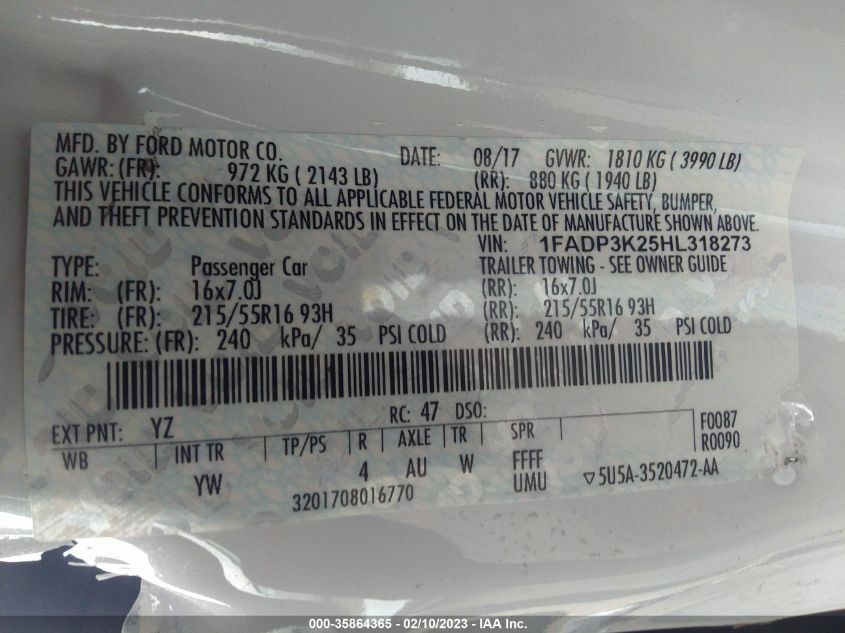 MFD. BY FORD MOTOR CO. DATE: 08/17 GVWR: 1810 KG ( 3990 LB)
GAWR: (FR): 972 KG ( 2143 LB) (RR): 880 KG ( 1940 LB)
THIS VEHICLE CONFORMS TO ALL APPLICABLE FEDERAL MOTOR VEHICLE SAFETY, BUMPER,
AND THEFT PREVENTION STANDARDS IN EFFECT ON THE DATE OF MANUFACTURE SHOWN ABOVE.
VIN: 1FADP3K25HL318273
TYPE: Passenger Car TRAILER TOWING - SEE OWNER GUIDE
RIM: (FR): 16x7.0J (RR): 16x7.0J
TIRE: (FR): 215/55R16 93H (RR): 215/55R16 93H
PRESSURE: (FR): 240 kPa/ 35 PSI COLD (RR): 240 kPa/ 35 PSI COLD
EXT PNT: YZ RC: 47 DSO: F0087
WB INT TR TP/PS R AXLE TR SPR R0090
YW 4 AU W FFFF
UMU ▽5U5A-3520472-AA
3201708016770
000-35864365 - 02/10/2023 - IAA Inc.